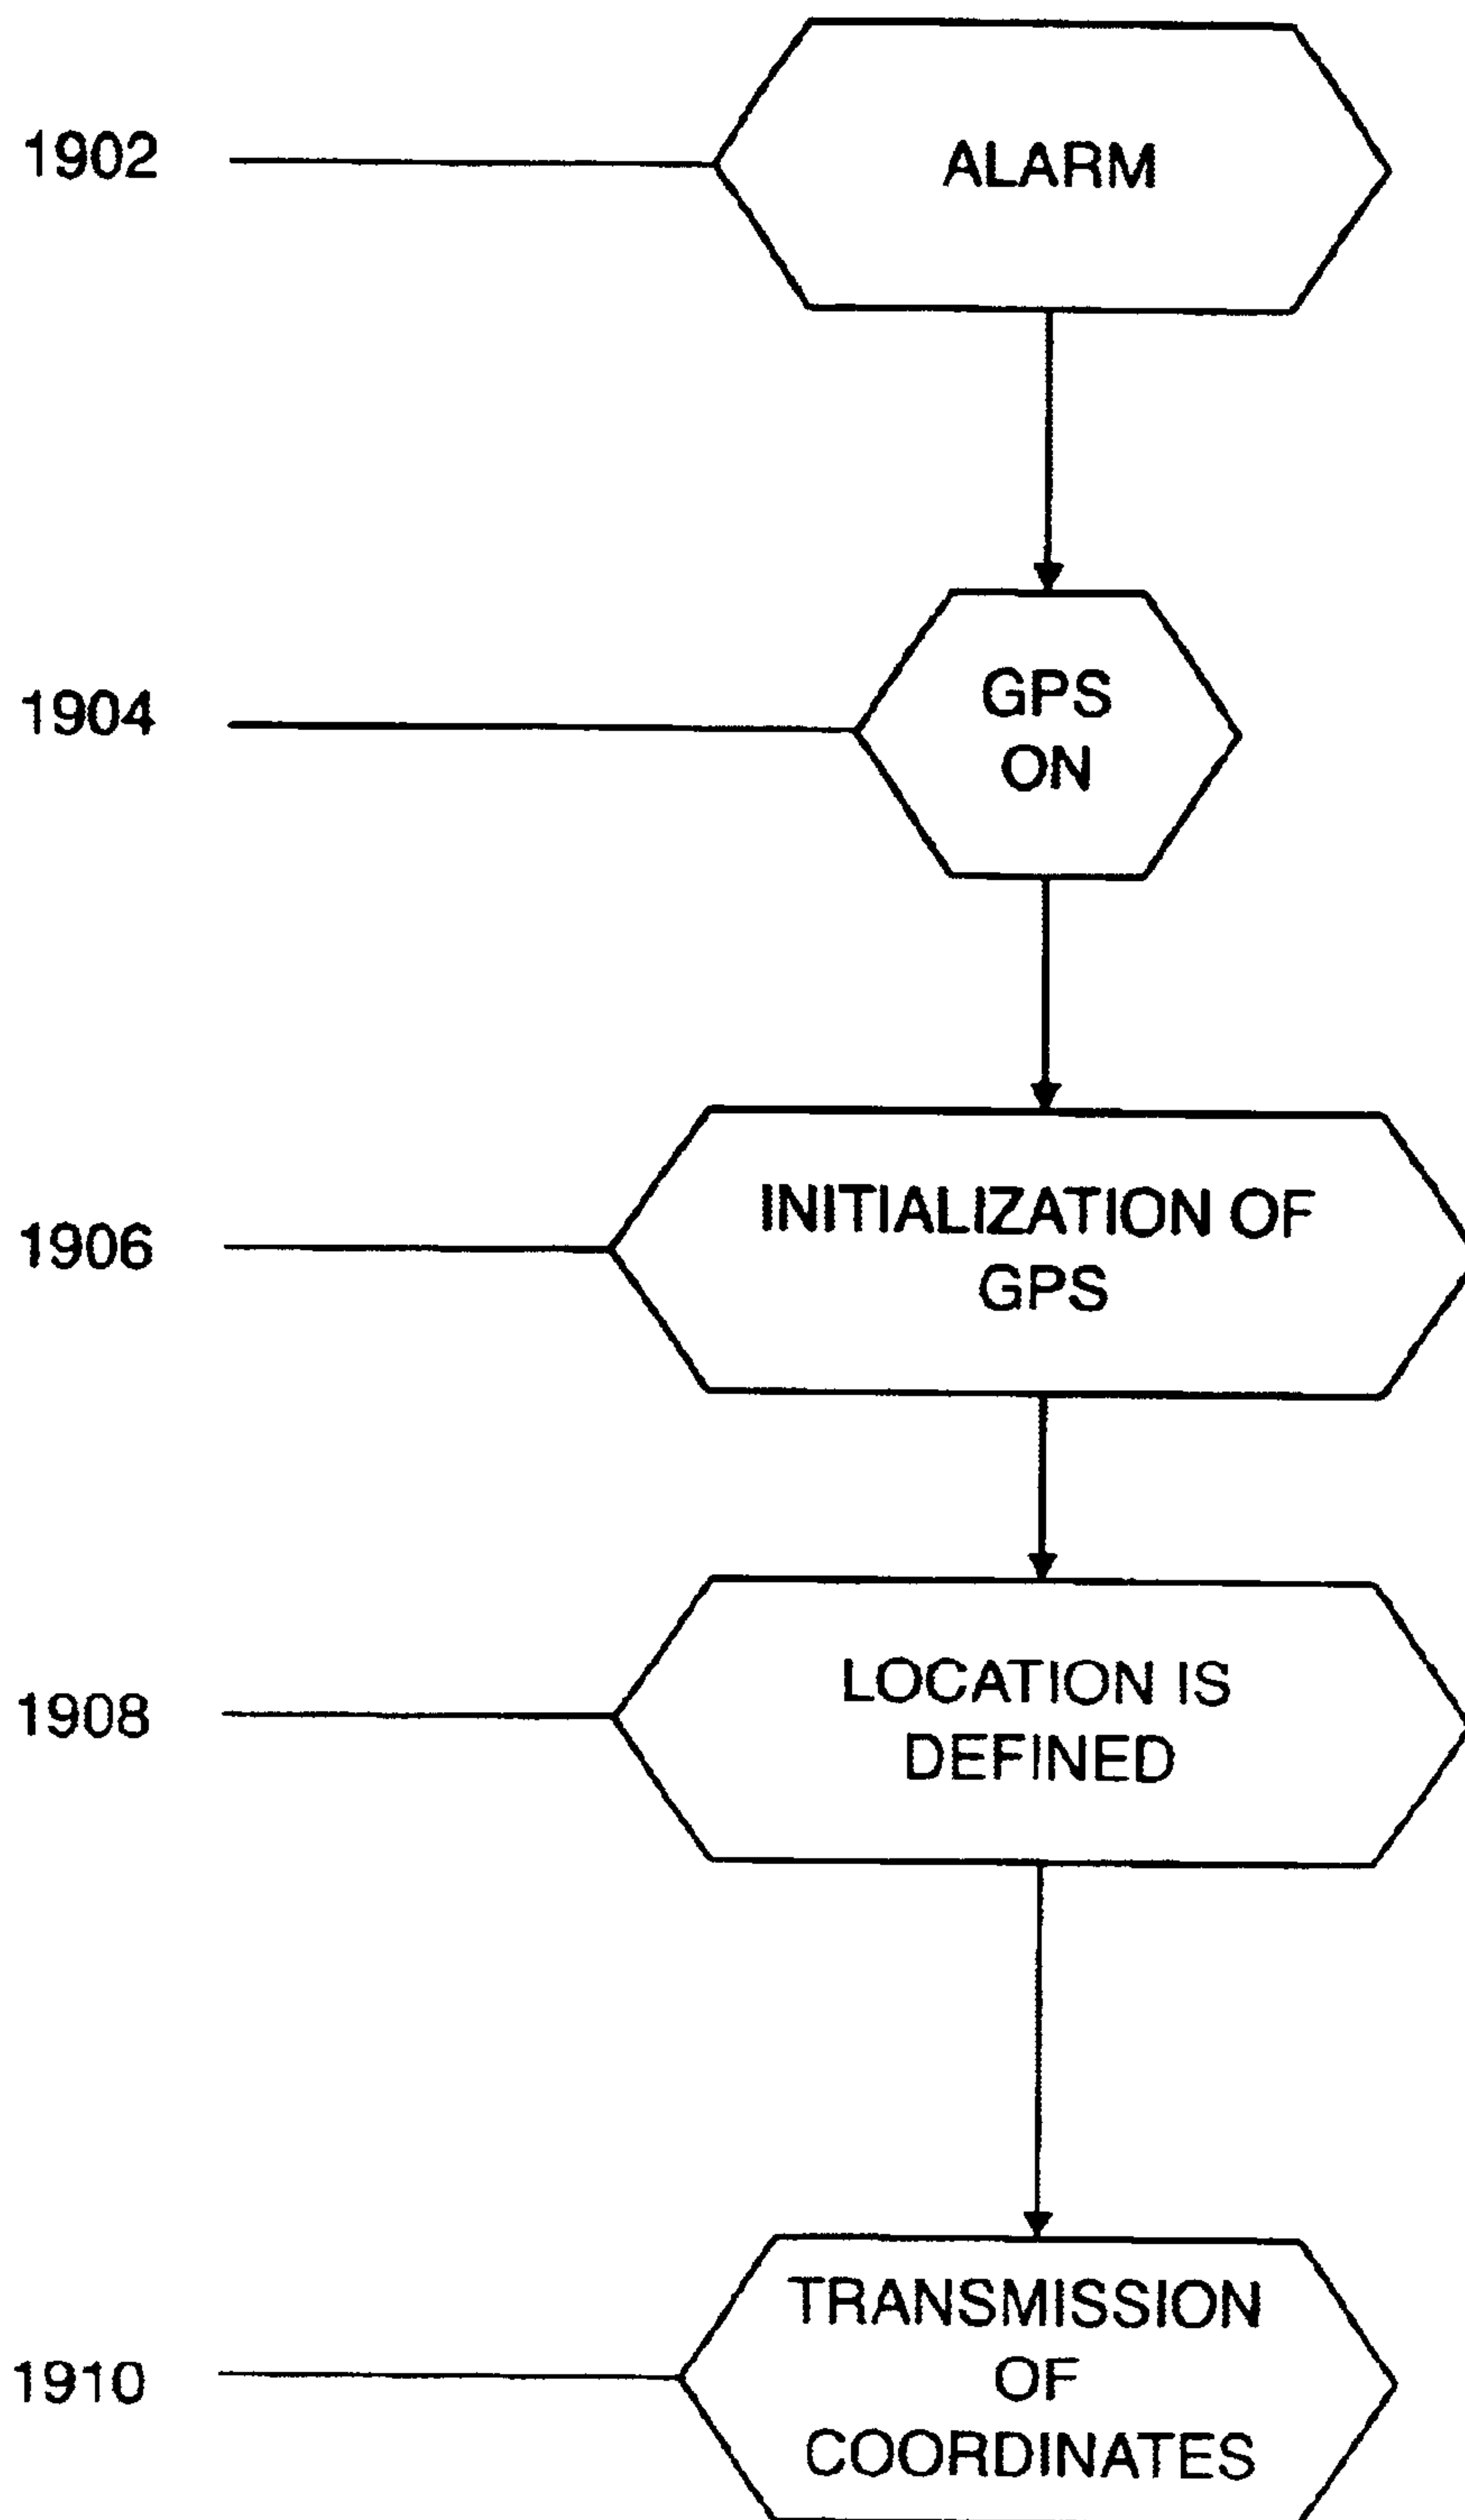 1902
ALARM
1904
GPS
ON
1906
INITIALIZATION OF
GPS
1908
LOCATION IS
DEFINED
1910
TRANSMISSION
OF
COORDINATES